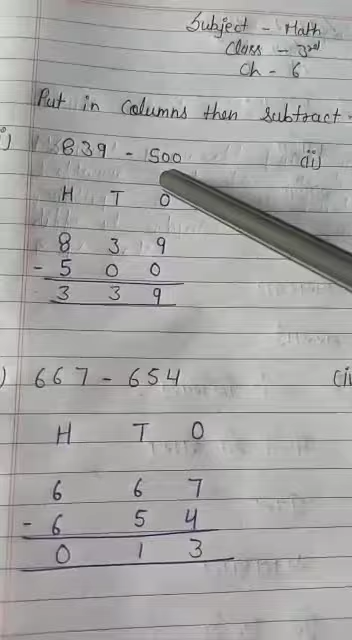 Subject - Math
Class - 3rd
Ch - 6
Put in columns then subtract.
839 - 500 (ii)
H T O
8 3 9
- 5 0 0
3 3 9
) 667 - 654
H T O
6 6 7
- 6 5 4
0 1 3